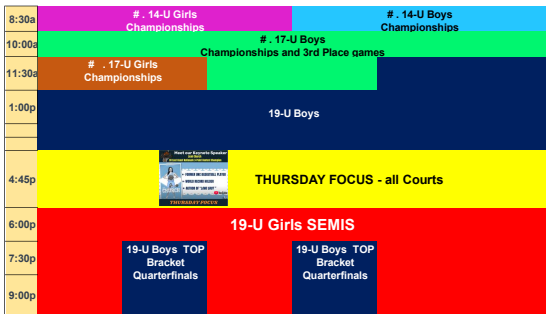 8:30a
# . 14-U Girls
Championships
# . 14-U Boys
Championships
10:00a
# . 17-U Boys
Championships and 3rd Place games
11:30a
# . 17-U Girls
Championships
1:00p
19-U Boys
4:45p
Meet our Keynote Speaker
THURSDAY FOCUS
THURSDAY FOCUS - all Courts
6:00p
19-U Girls SEMIS
7:30p
19-U Boys TOP
Bracket
Quarterfinals
19-U Boys TOP
Bracket
Quarterfinals
9:00p